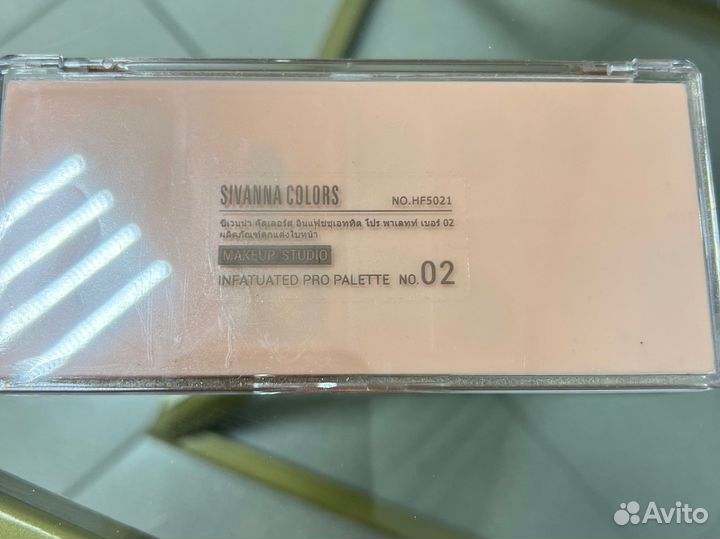 SIVANNA COLORS
NO.HF5021
ซีเวนน่า คัลเลอร์ส อินแฟชชุเอททิด โปร พาเลทท์ เบอร์ 02
ผลิตภัณฑ์ตกแต่งใบหน้า
MAKEUP STUDIO
INFATUATED PRO PALETTE NO.02
Avito